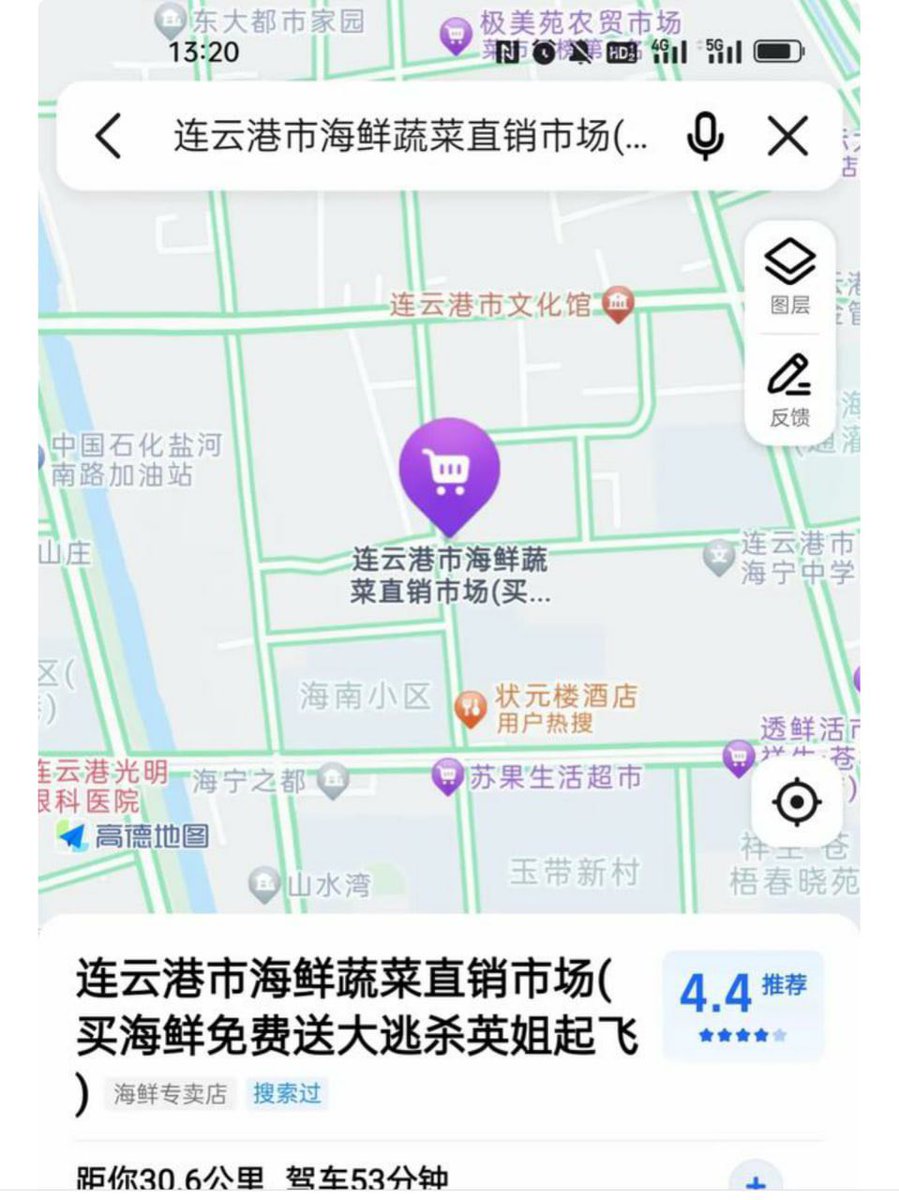 东大都市家园
极美苑农贸市场
13:20
连云港市海鲜蔬菜直销市场(...
图层
反馈
连云港市文化馆
中国石化盐河
南路加油站
山庄
连云港市海鲜蔬
菜直销市场(买...
连云港市
海宁中学
海南小区
状元楼酒店
用户热搜
透鲜活市
连云港光明
眼科医院
海宁之都
苏果生活超市
高德地图
山水湾
玉带新村
梧春晓苑
连云港市海鲜蔬菜直销市场(
买海鲜免费送大逃杀英姐起飞
)
海鲜专卖店
搜索过
4.4 推荐
距你30.6公里 驾车53分钟